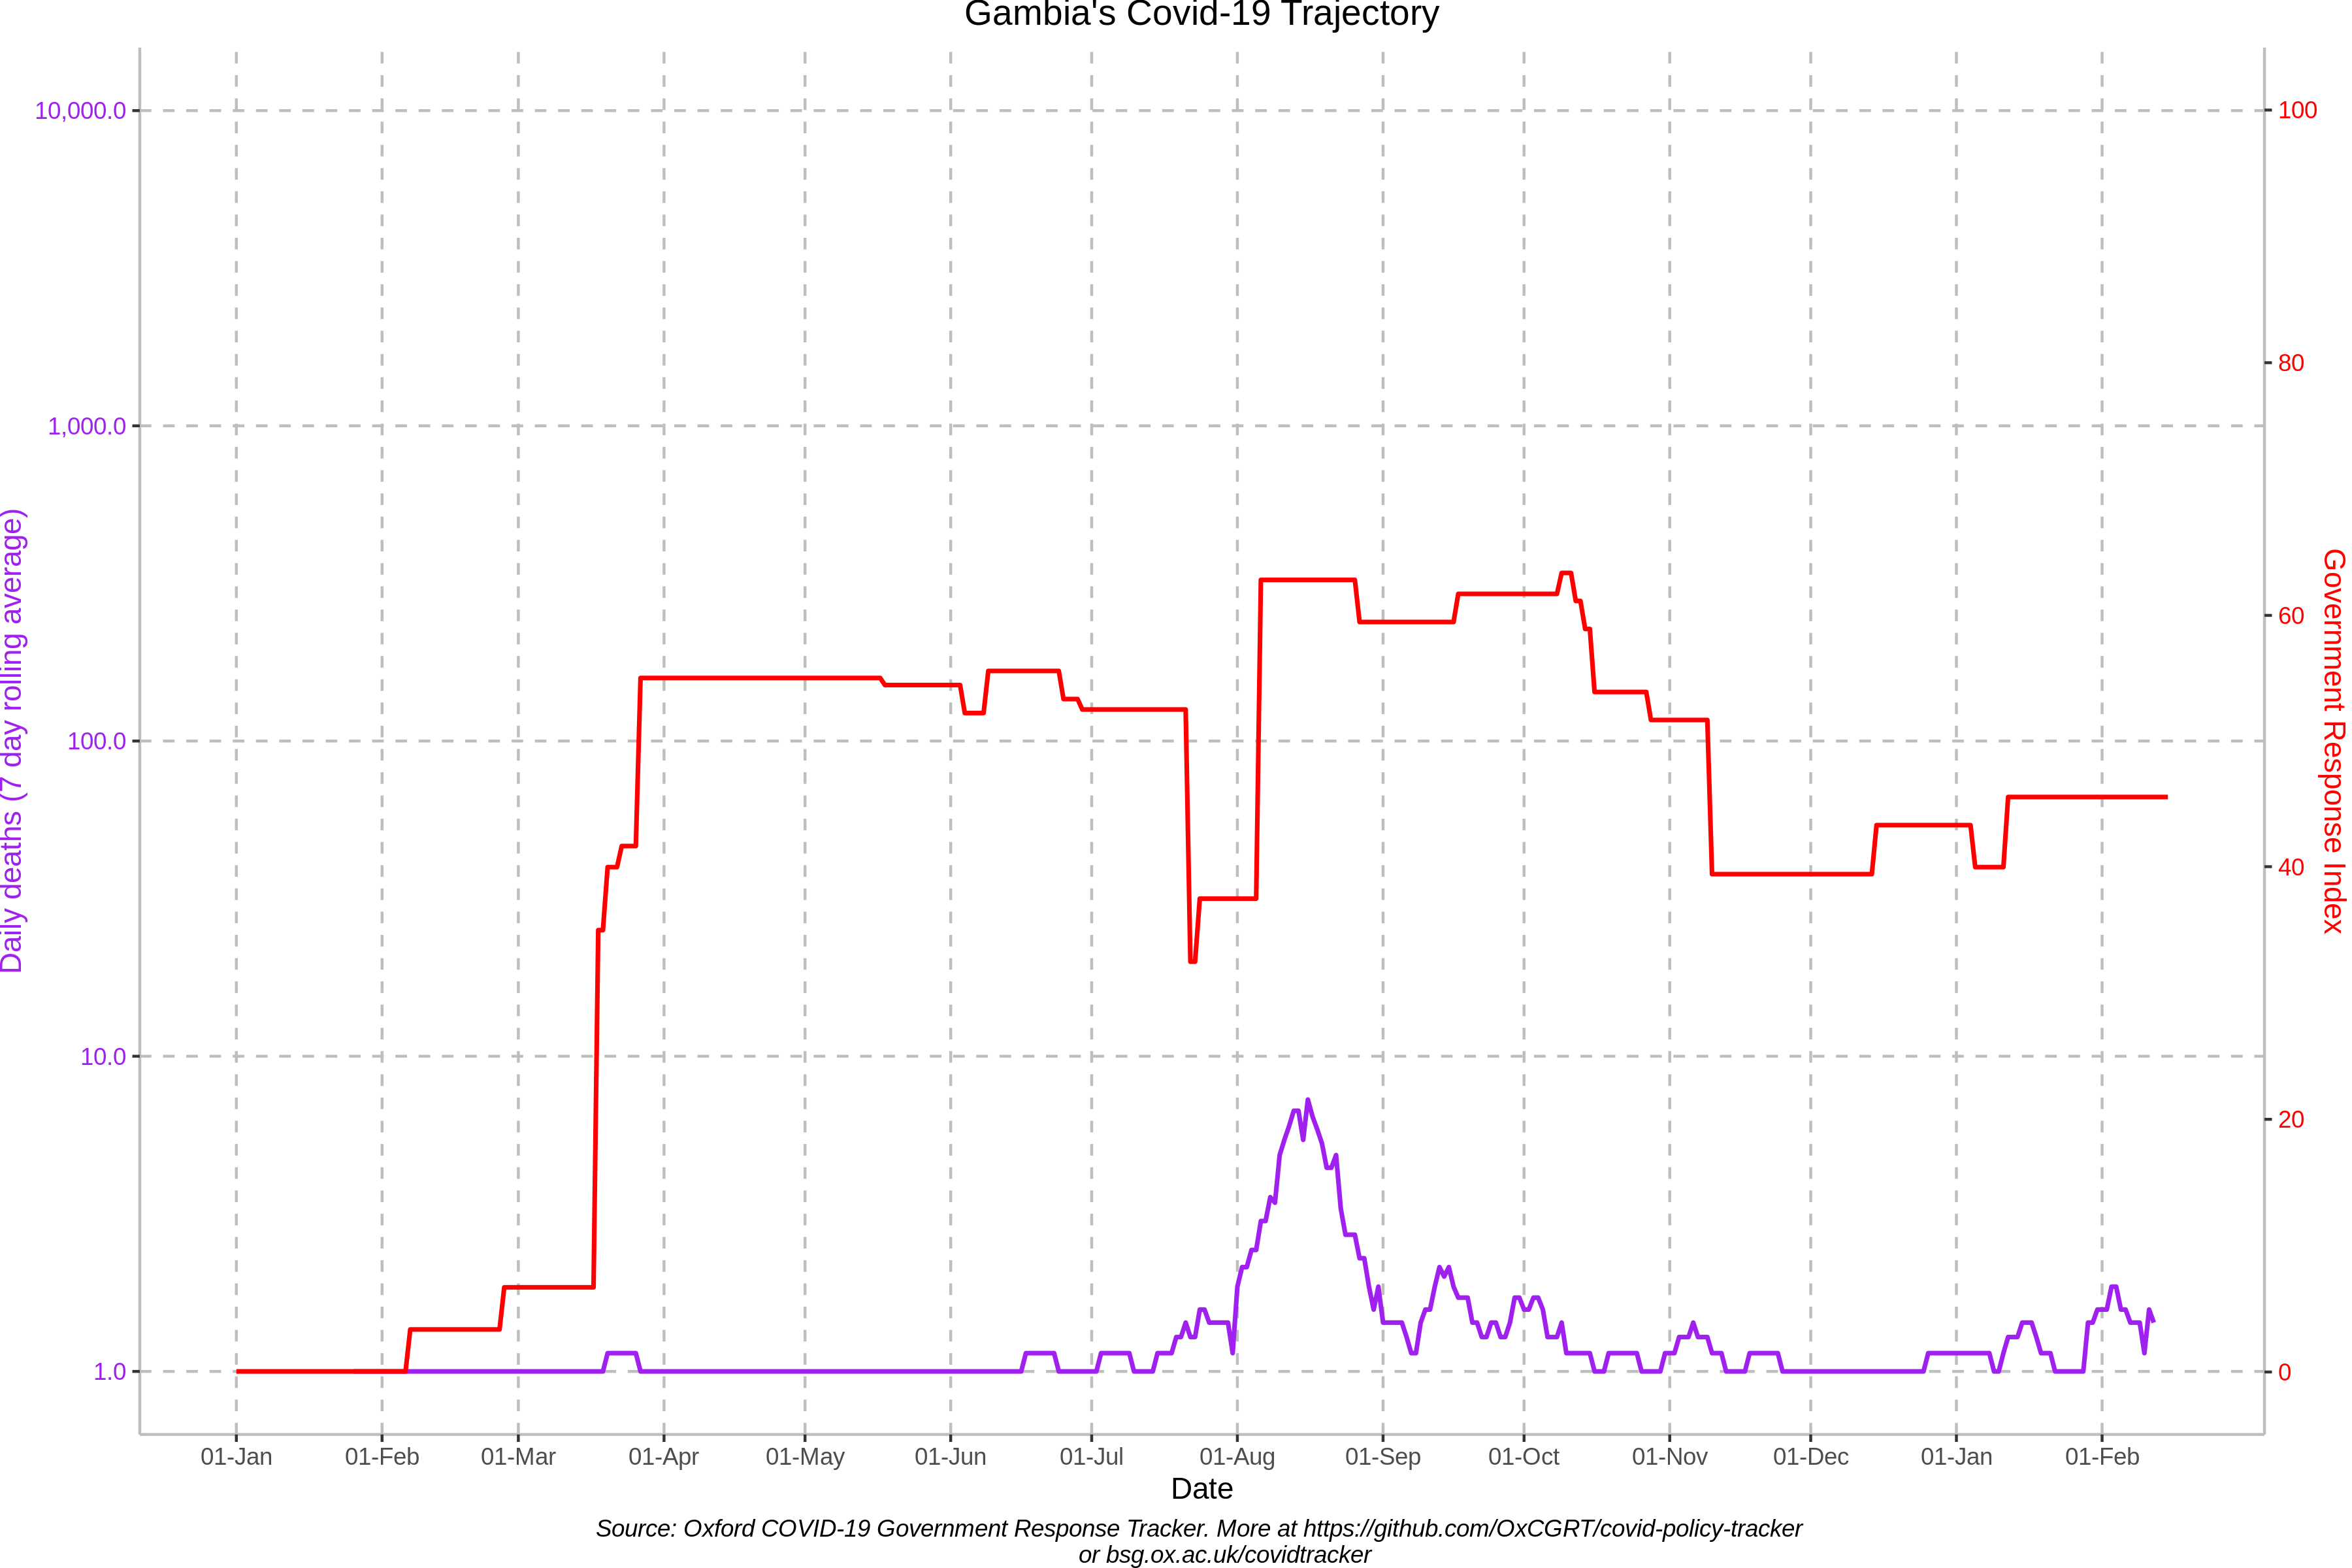 Gambia's Covid-19 Trajectory
10,000.0
1,000.0
100.0
10.0
1.0
Daily deaths (7 day rolling average)
100
80
60
40
20
0
Government Response Index
01-Jan 01-Feb 01-Mar 01-Apr 01-May 01-Jun 01-Jul 01-Aug 01-Sep 01-Oct 01-Nov 01-Dec 01-Jan 01-Feb
Date
Source: Oxford COVID-19 Government Response Tracker. More at https://github.com/OxCGRT/covid-policy-tracker
or bsg.ox.ac.uk/covidtracker